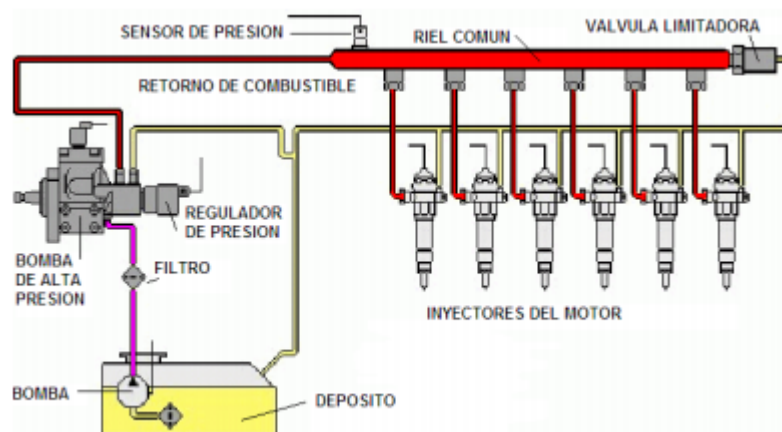 SENSOR DE PRESION
RIEL COMUN
VALVULA LIMITADORA
RETORNO DE COMBUSTIBLE
REGULADOR
DE PRESION
BOMBA
DE ALTA
PRESION
FILTRO
INYECTORES DEL MOTOR
BOMBA
DEPOSITO